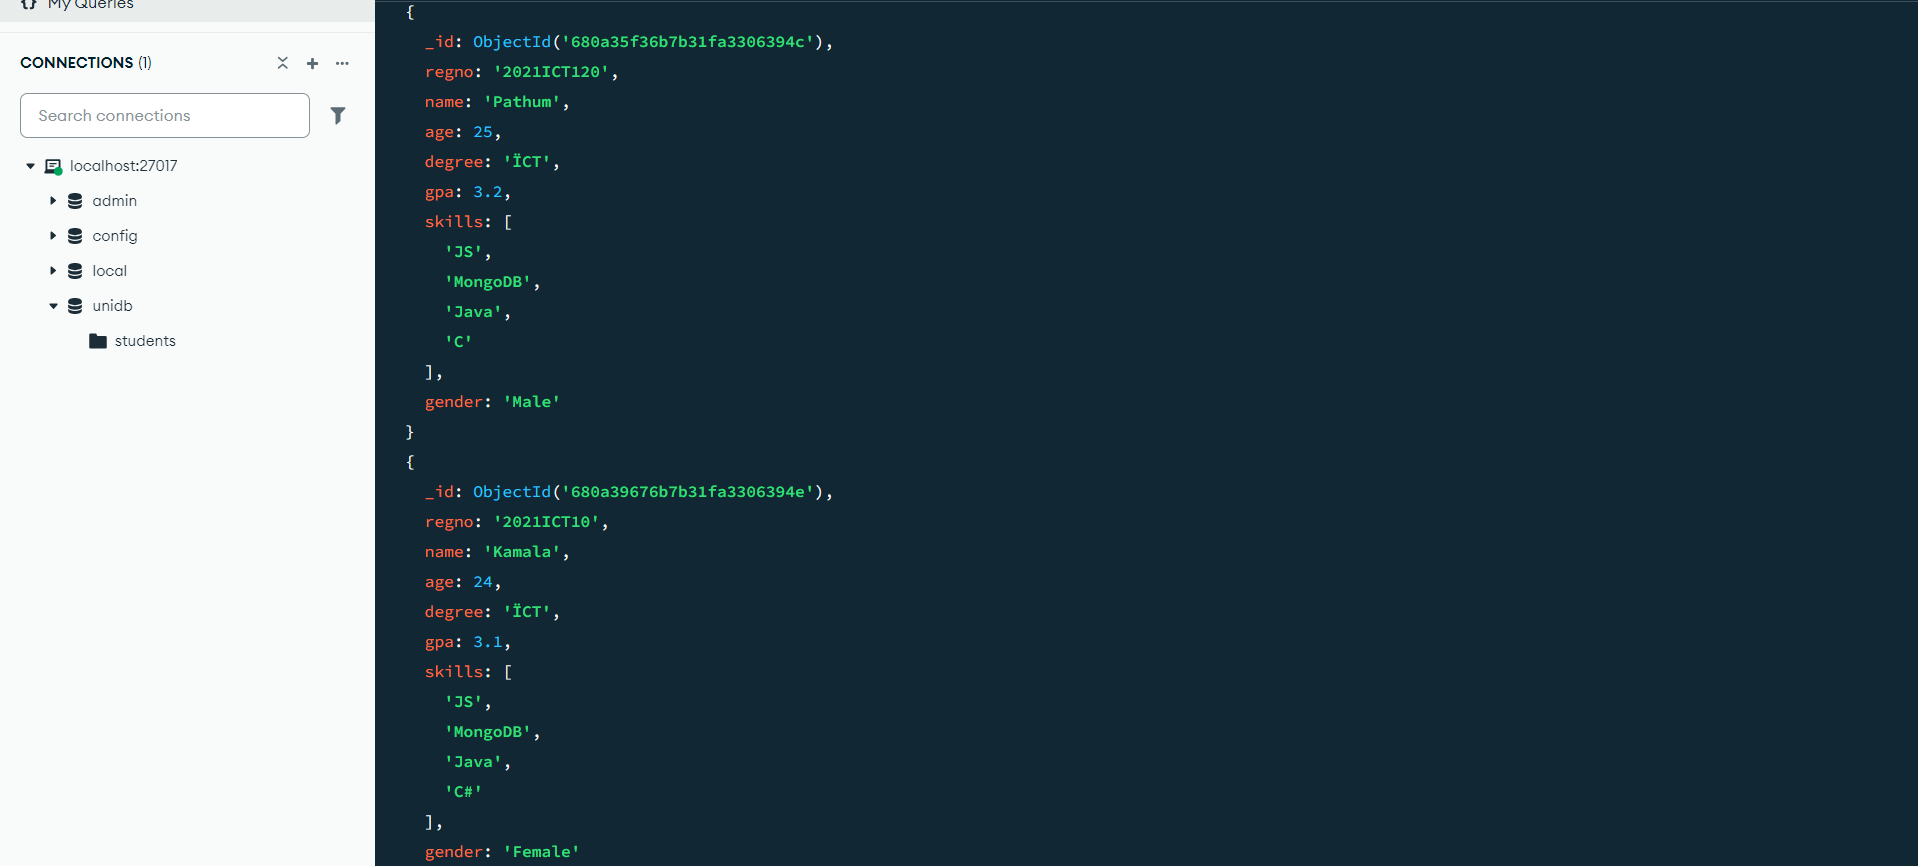 My Queries
CONNECTIONS (1)
Search connections
localhost:27017
admin
config
local
unidb
students
{
_id: ObjectId('680a35f36b7b31fa3306394c'),
regno: '2021ICT120',
name: 'Pathum',
age: 25,
degree: 'ÏCT',
gpa: 3.2,
skills: [
'JS',
'MongoDB',
'Java',
'C'
],
gender: 'Male'
}
{
_id: ObjectId('680a39676b7b31fa3306394e'),
regno: '2021ICT10',
name: 'Kamala',
age: 24,
degree: 'ÏCT',
gpa: 3.1,
skills: [
'JS',
'MongoDB',
'Java',
'C#'
],
gender: 'Female'